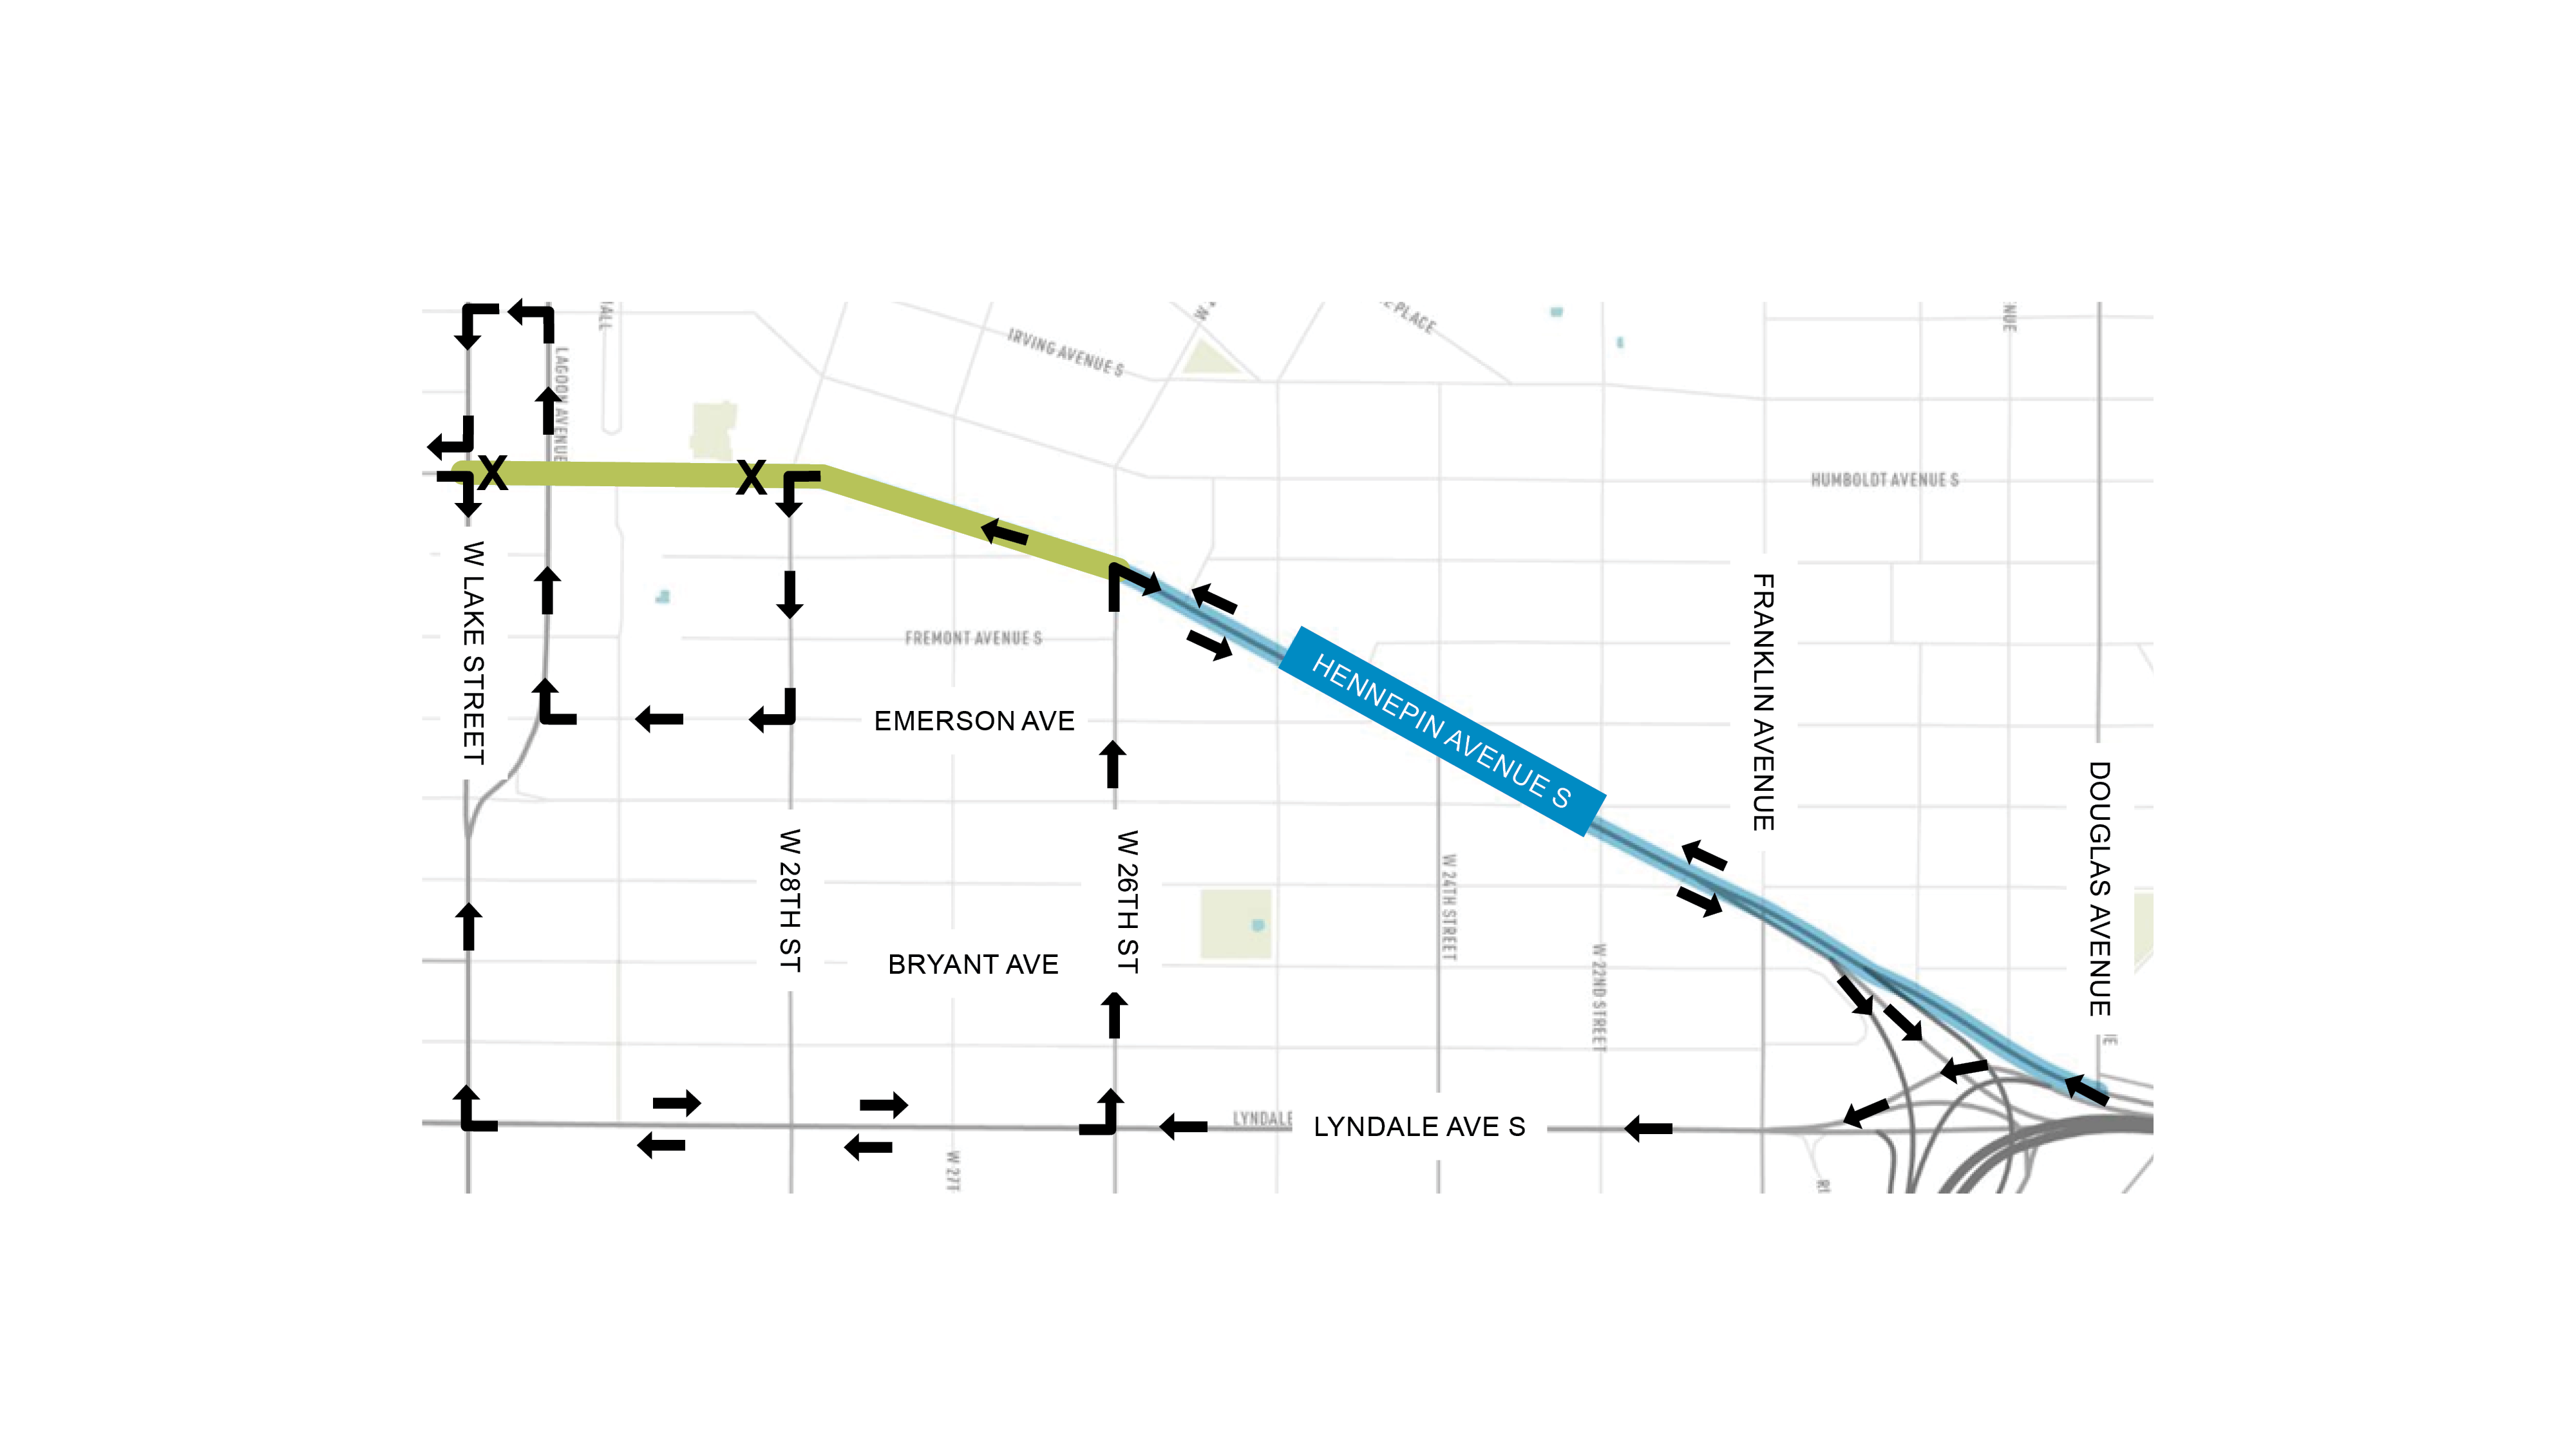 IRVING AVENUE S
PLACE
LAGOON AVENUE
X
X
HUMBOLDT AVENUE S
W LAKE STREET
FREMONT AVENUE S
EMERSON AVE
HENNEPIN AVENUE S
FRANKLIN AVENUE
DOUGLAS AVENUE
W 28TH ST
W 26TH ST
BRYANT AVE
W 24TH STREET
W 22ND STREET
LYNDALE
LYNDALE AVE S
W 27T